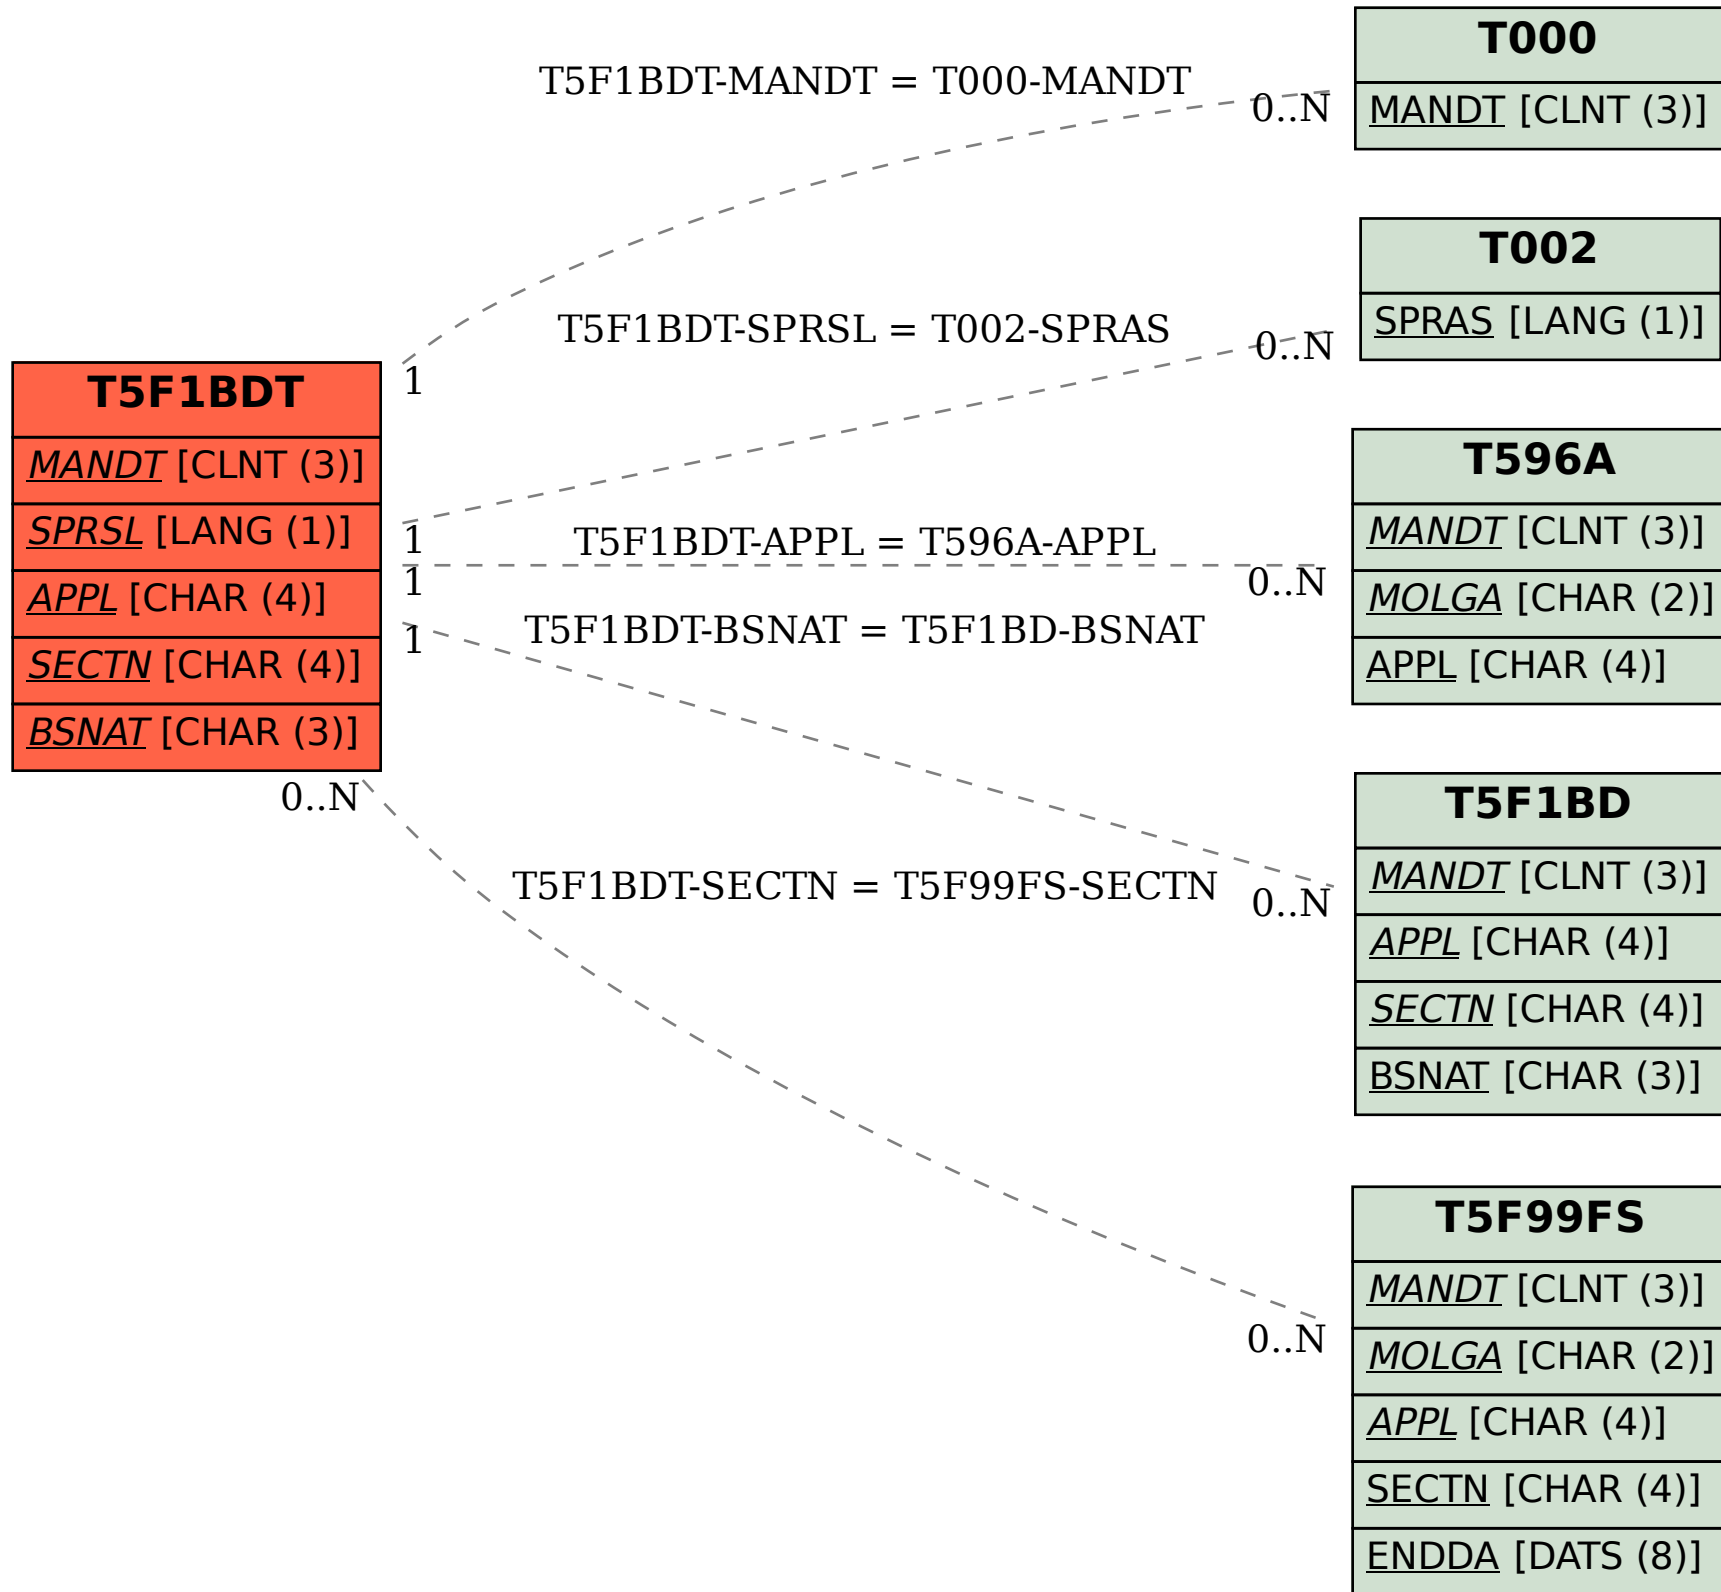 T5F1BDT
MANDT [CLNT (3)]
SPRSL [LANG (1)]
APPL [CHAR (4)]
SECTN [CHAR (4)]
BSNAT [CHAR (3)]
T5F1BDT-MANDT = T000-MANDT
0..N
1
T5F1BDT-SPRSL = T002-SPRAS
0..N
1
T5F1BDT-APPL = T596A-APPL
0..N
1
T5F1BDT-BSNAT = T5F1BD-BSNAT
1
0..N
T5F1BDT-SECTN = T5F99FS-SECTN
0..N
0..N
T000
MANDT [CLNT (3)]
T002
SPRAS [LANG (1)]
T596A
MANDT [CLNT (3)]
MOLGA [CHAR (2)]
APPL [CHAR (4)]
T5F1BD
MANDT [CLNT (3)]
APPL [CHAR (4)]
SECTN [CHAR (4)]
BSNAT [CHAR (3)]
T5F99FS
MANDT [CLNT (3)]
MOLGA [CHAR (2)]
APPL [CHAR (4)]
SECTN [CHAR (4)]
ENDDA [DATS (8)]